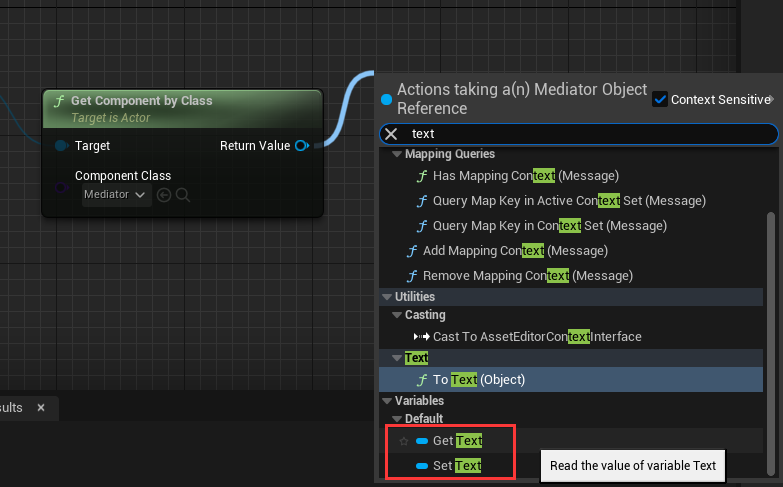 Get Component by Class
Target is Actor
Target
Return Value
Component Class
Mediator
Actions taking a(n) Mediator Object
Reference
Context Sensitive
text
Mapping Queries
Has Mapping Context (Message)
Query Map Key in Active Context Set (Message)
Query Map Key in Context Set (Message)
Add Mapping Context (Message)
Remove Mapping Context (Message)
Utilities
Casting
Cast To AssetEditorContextInterface
Text
To Text (Object)
Variables
Default
Get Text
Set Text
Read the value of variable Text
sults